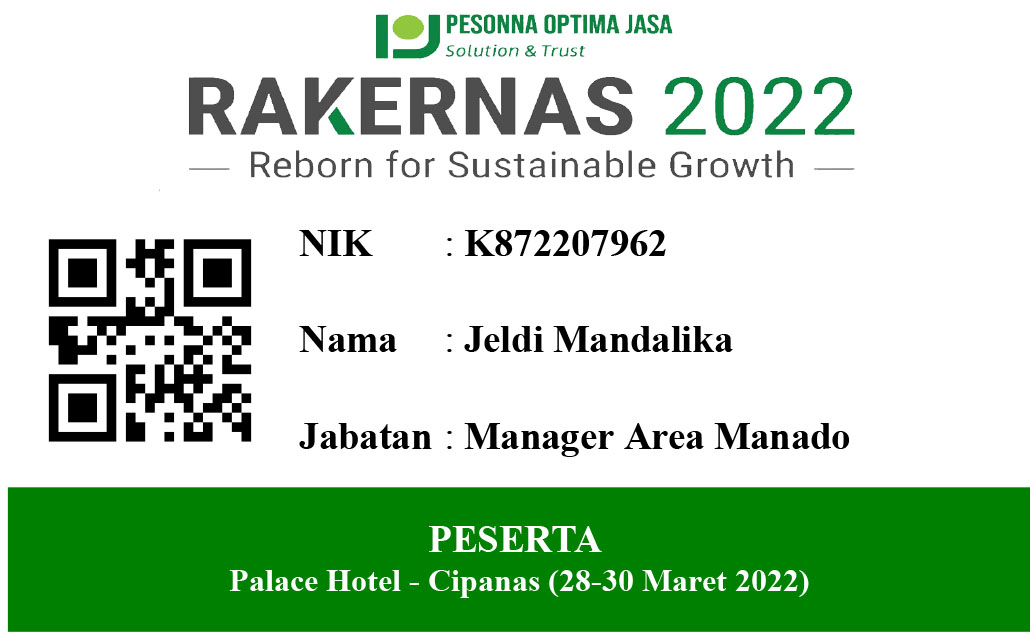 PESONNA OPTIMA JASA
Solution & Trust
RAKERNAS 2022
Reborn for Sustainable Growth
NIK : K872207962
Nama : Jeldi Mandalika
Jabatan : Manager Area Manado
PESERTA
Palace Hotel - Cipanas (28-30 Maret 2022)